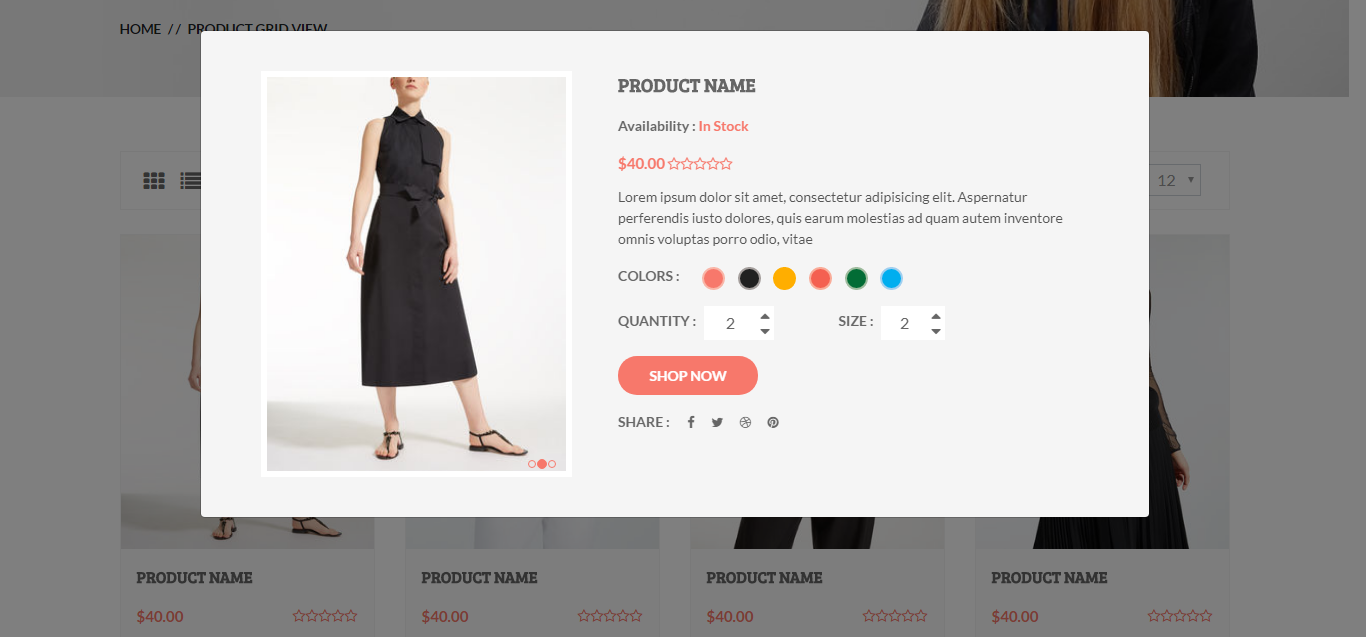 HOME // PRODUCT GRID VIEW
PRODUCT NAME
Availability : In Stock
$40.00
Lorem ipsum dolor sit amet, consectetur adipisicing elit. Aspernatur
perferendis iusto dolores, quis earum molestias ad quam autem inventore
omnis voluptas porro odio, vitae
COLORS :
QUANTITY : 2 SIZE : 2
SHOP NOW
SHARE :
12
PRODUCT NAME PRODUCT NAME PRODUCT NAME PRODUCT NAME
$40.00 $40.00 $40.00 $40.00